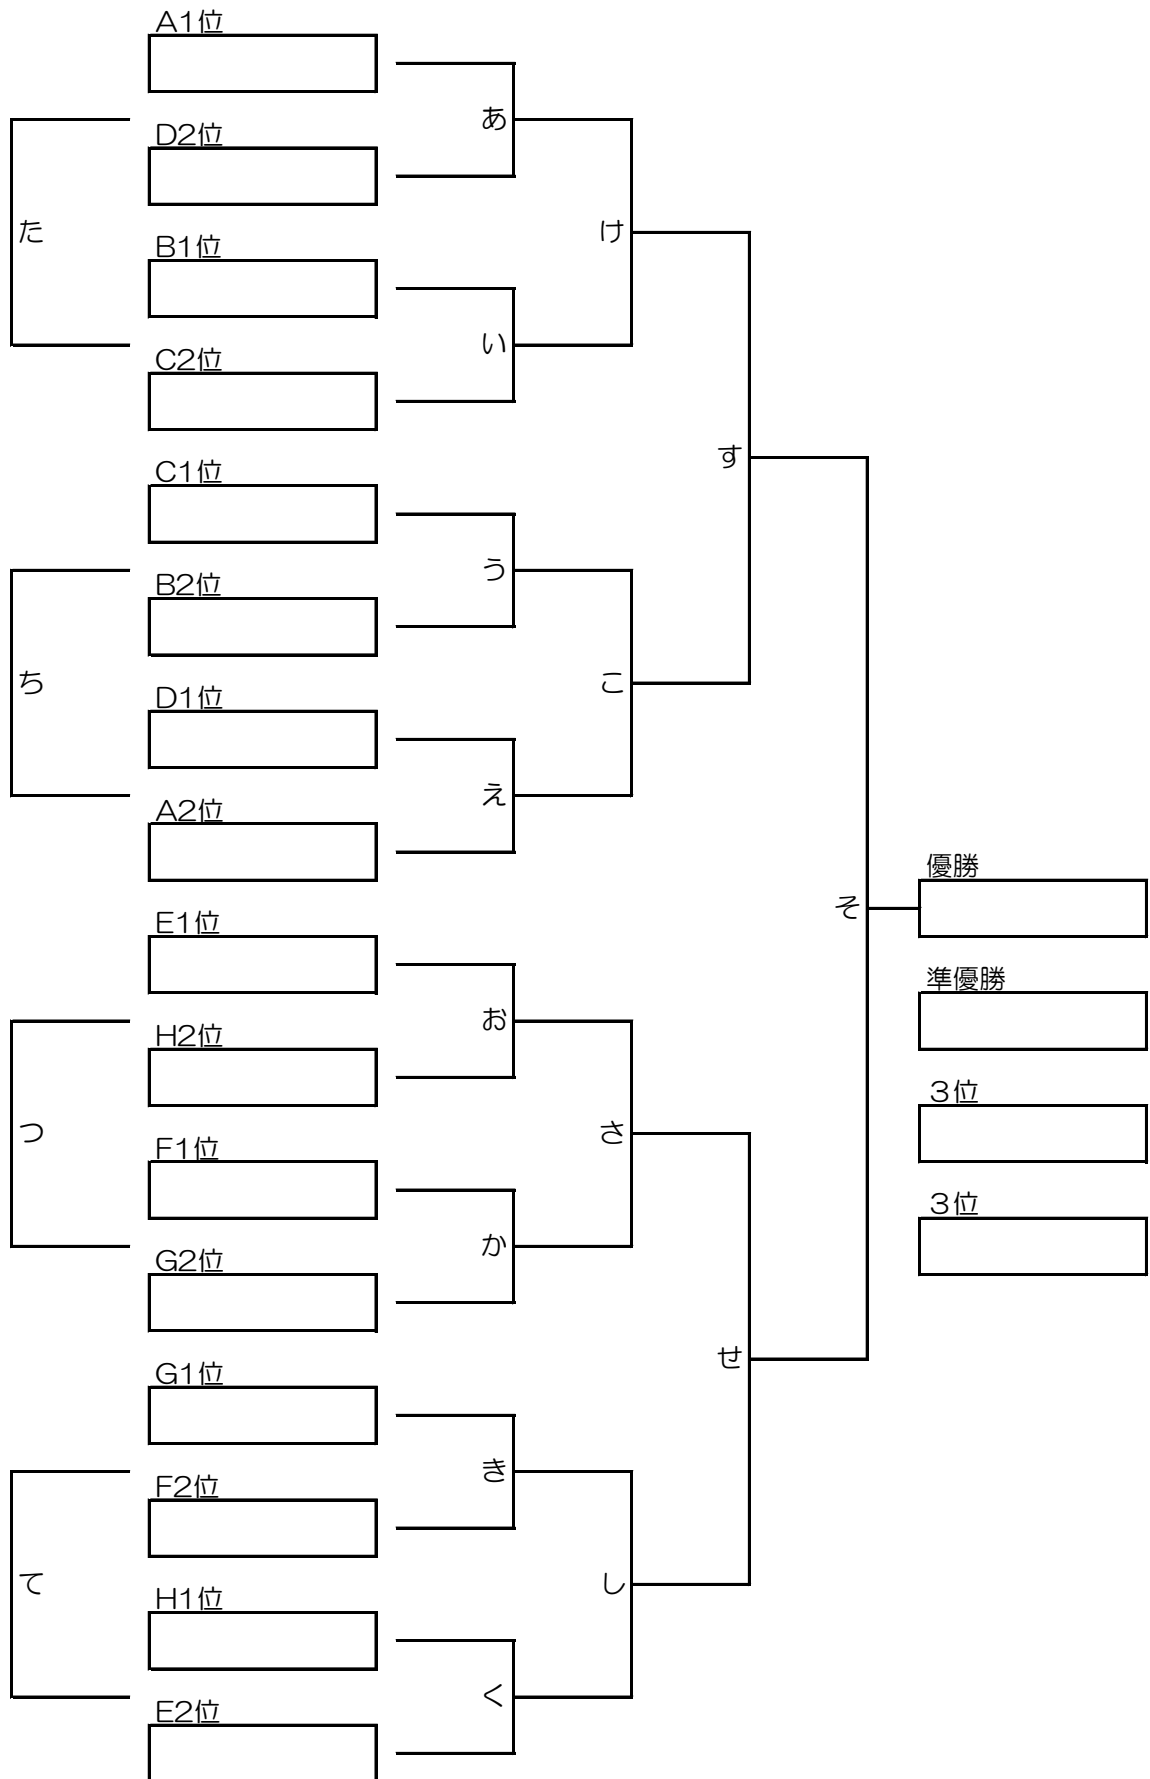 A1位
あ
D2位
た
け
B1位
い
C2位
す
C1位
う
B2位
ち
こ
D1位
え
A2位
優勝
そ
E1位
準優勝
お
H2位
3位
つ
さ
F1位
3位
か
G2位
せ
G1位
き
F2位
て
し
H1位
く
E2位